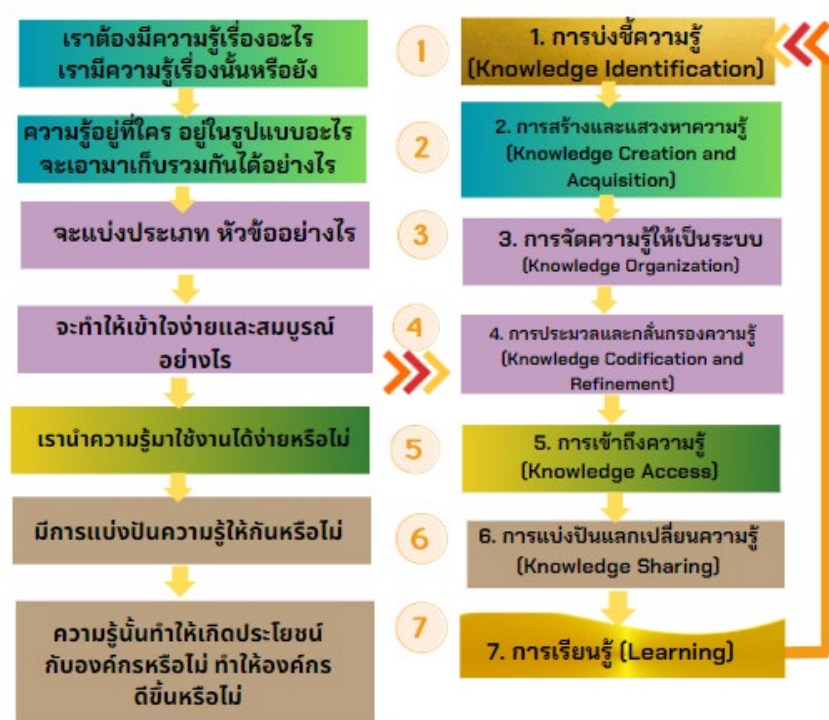 เราต้องมีความรู้เรื่องอะไร
เรามีความรู้เรื่องนั้นหรือยัง
1
1. การบ่งชี้ความรู้
(Knowledge Identification)
ความรู้อยู่ที่ใคร อยู่ในรูปแบบอะไร
จะเอามาเก็บรวมกันได้อย่างไร
2
2. การสร้างและแสวงหาความรู้
(Knowledge Creation and
Acquisition)
จะแบ่งประเภท หัวข้ออย่างไร
3
3. การจัดความรู้ให้เป็นระบบ
(Knowledge Organization)
จะทำให้เข้าใจง่ายและสมบูรณ์
อย่างไร
4
4. การประมวลและกลั่นกรองความรู้
(Knowledge Codification and
Refinement)
เรานำความรู้มาใช้งานได้ง่ายหรือไม่
5
5. การเข้าถึงความรู้
(Knowledge Access)
มีการแบ่งปันความรู้ให้กันหรือไม่
6
6. การแบ่งปันแลกเปลี่ยนความรู้
(Knowledge Sharing)
ความรู้นั้นทำให้เกิดประโยชน์
กับองค์กรหรือไม่ ทำให้องค์กร
ดีขึ้นหรือไม่
7
7. การเรียนรู้ (Learning)